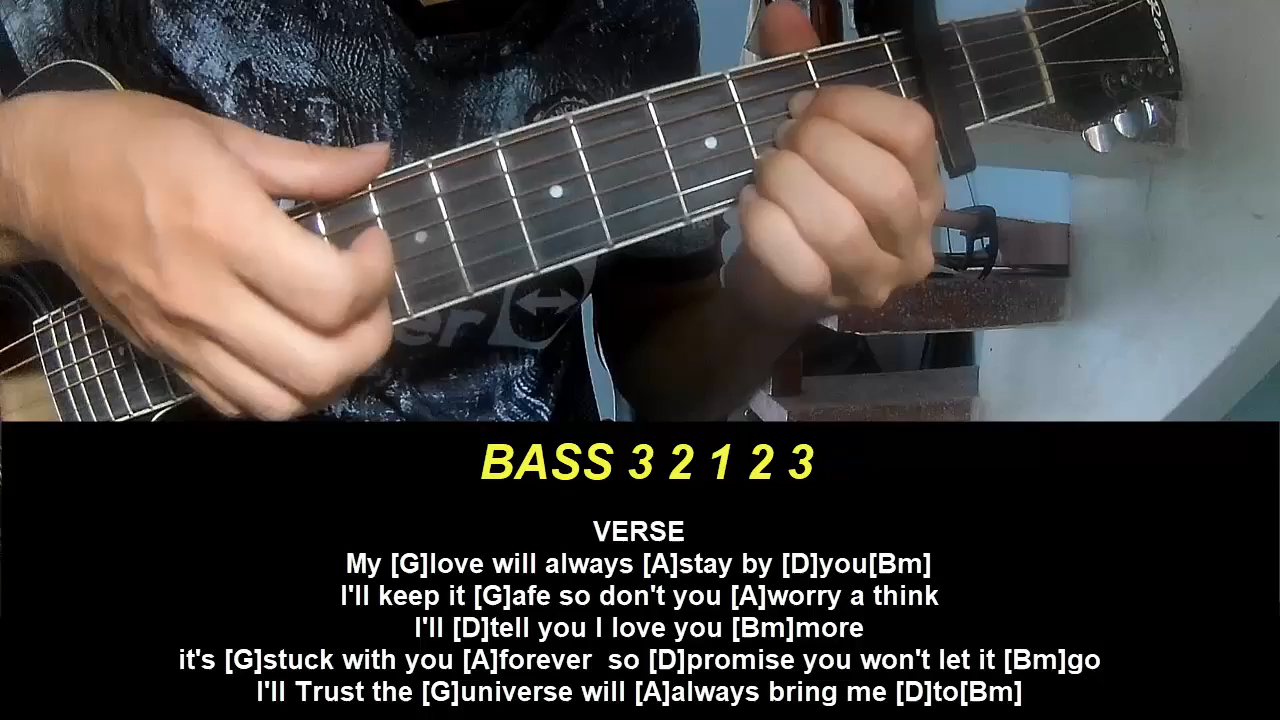 BASS 3 2 1 2 3
VERSE
My [G]love will always [A]stay by [D]you[Bm]
I'll keep it [G]afe so don't you [A]worry a think
I'll [D]tell you I love you [Bm]more
it's [G]stuck with you [A]forever  so [D]promise you won't let it [Bm]go
I'll Trust the [G]universe will [A]always bring me [D]to[Bm]